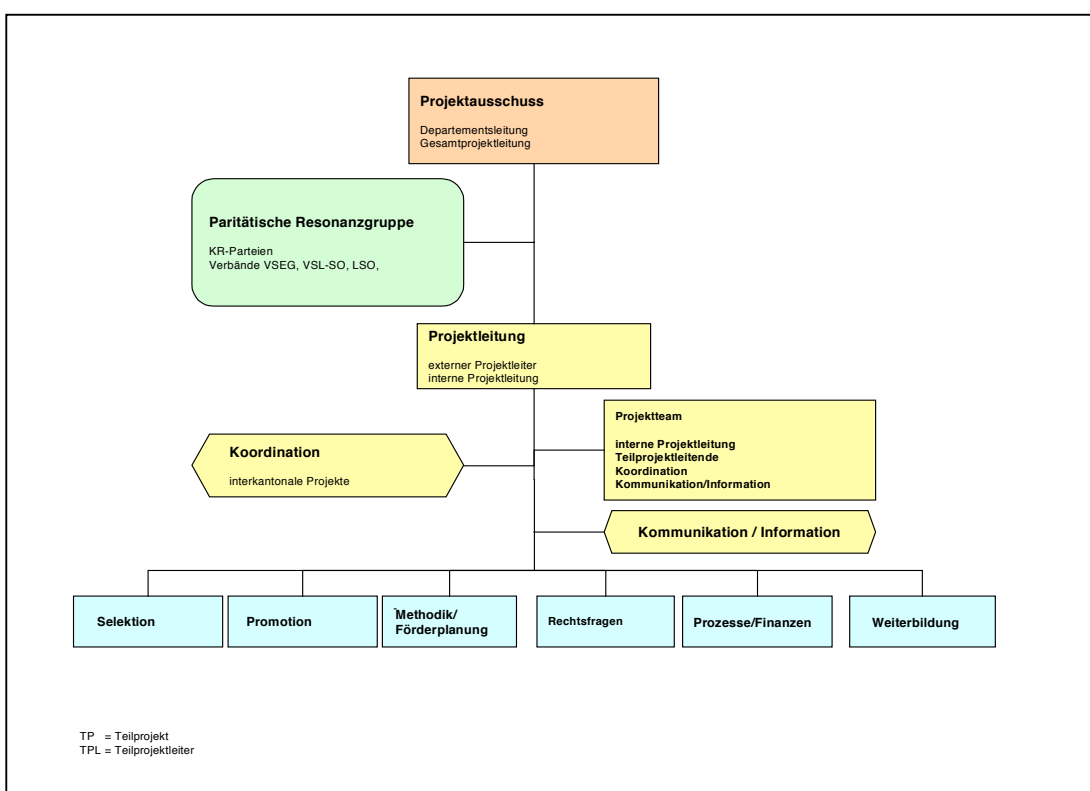 Projektausschuss
Departementsleitung
Gesamtprojektleitung
Paritätische Resonanzgruppe
KR-Parteien
Verbände VSEG, VSL-SO, LSO,
Projektleitung
externer Projektleiter
interne Projektleitung
Projektteam
interne Projektleitung
Teilprojektleitende
Koordination
Kommunikation/Information
Koordination
interkantonale Projekte
Kommunikation / Information
Selektion
Promotion
Methodik/
Förderplanung
Rechtsfragen
Prozesse/Finanzen
Weiterbildung
TP = Teilprojekt
TPL = Teilprojektleiter